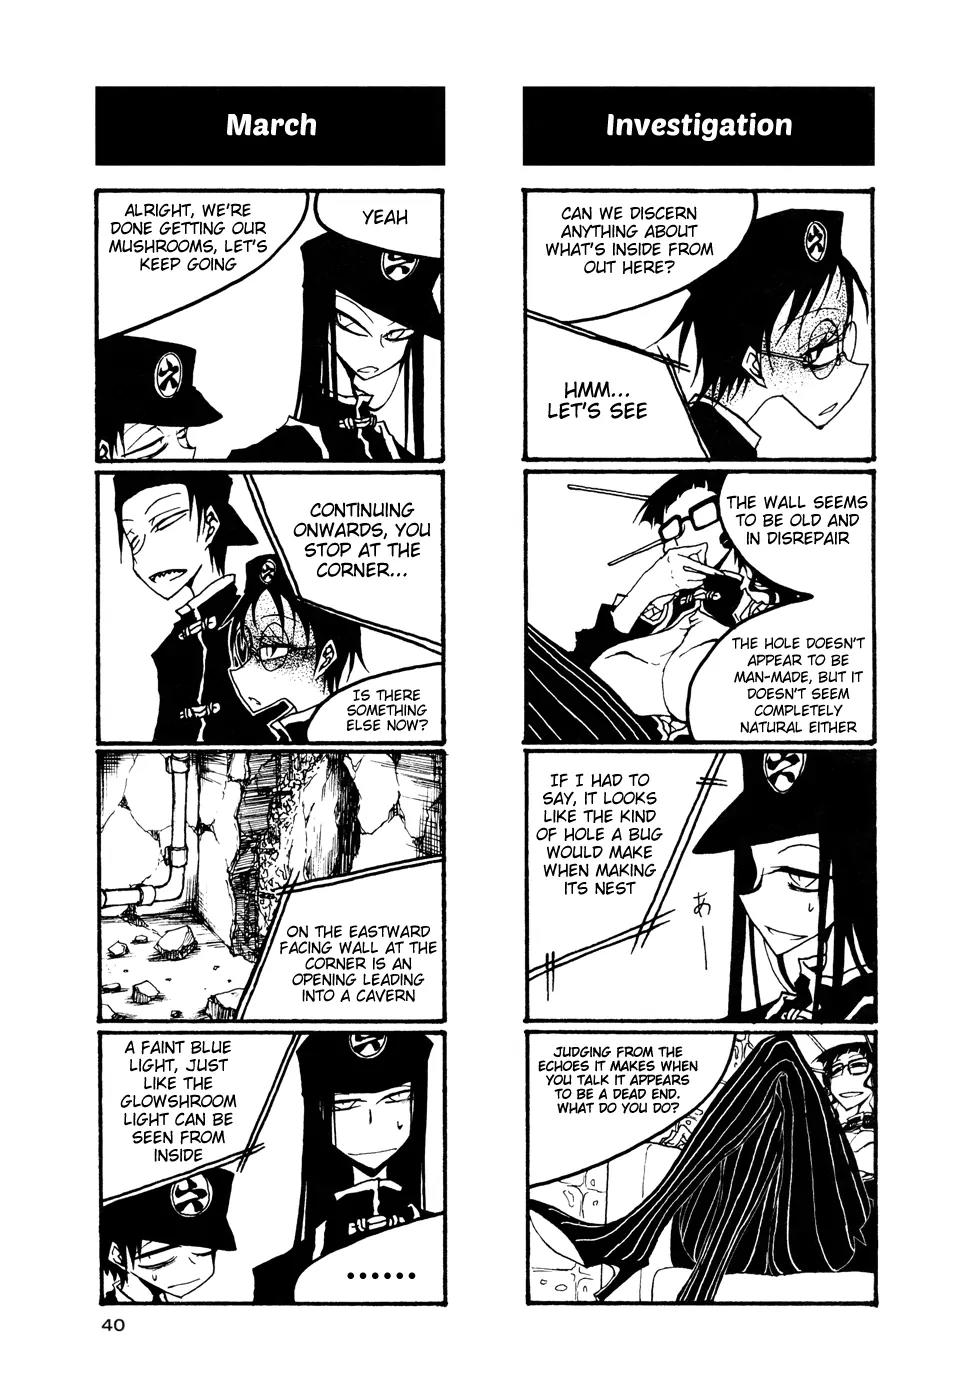 March
ALRIGHT, WE'RE
DONE GETTING OUR
MUSHROOMS, LET'S
KEEP GOING
YEAH
CONTINUING
ONWARDS, YOU
STOP AT THE
CORNER...
IS THERE
SOMETHING
ELSE NOW?
ON THE EASTWARD
FACING WALL AT THE
CORNER IS AN
OPENING LEADING
INTO A CAVERN
A FAINT BLUE
LIGHT, JUST
LIKE THE
GLOWSHROOM
LIGHT CAN BE
SEEN FROM
INSIDE
......
Investigation
CAN WE DISCERN
ANYTHING ABOUT
WHAT'S INSIDE FROM
OUT HERE?
HMM...
LET'S SEE
THE WALL SEEMS
TO BE OLD AND
IN DISREPAIR
THE HOLE DOESN'T
APPEAR TO BE
MAN-MADE, BUT IT
DOESN'T SEEM
COMPLETELY
NATURAL EITHER
IF I HAD TO
SAY, IT LOOKS
LIKE THE KIND
OF HOLE A BUG
WOULD MAKE
WHEN MAKING
ITS NEST
あー
JUDGING FROM THE
ECHOES IT MAKES WHEN
YOU TALK IT APPEARS
TO BE A DEAD END.
WHAT DO YOU DO?
40